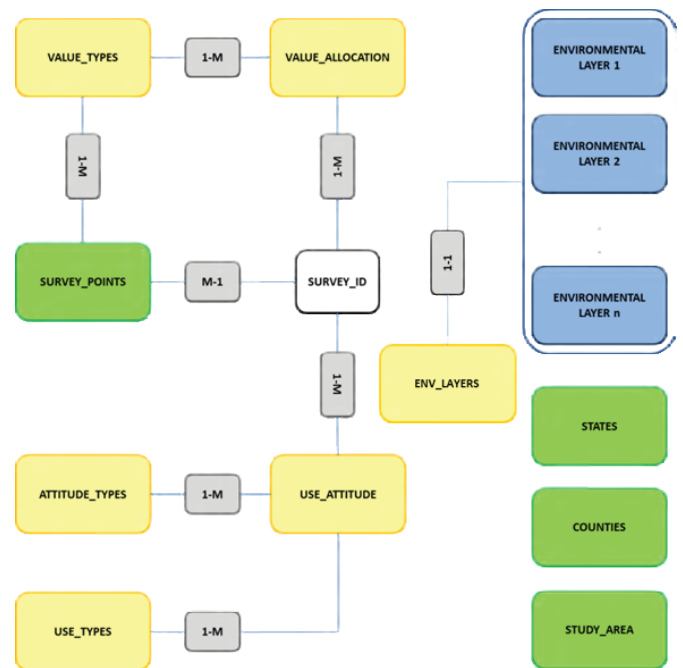 VALUE_TYPES
1-M
VALUE_ALLOCATION
ENVIRONMENTAL
LAYER 1
1-M
M-1
ENVIRONMENTAL
LAYER 2
SURVEY_POINTS
M-1
SURVEY_ID
1-1
ENVIRONMENTAL
LAYER n
1-M
ENV_LAYERS
STATES
ATTITUDE_TYPES
1-M
USE_ATTITUDE
COUNTIES
USE_TYPES
1-M
STUDY_AREA